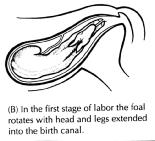 (B) In the first stage of labor the foal
rotates with head and legs extended
into the birth canal.